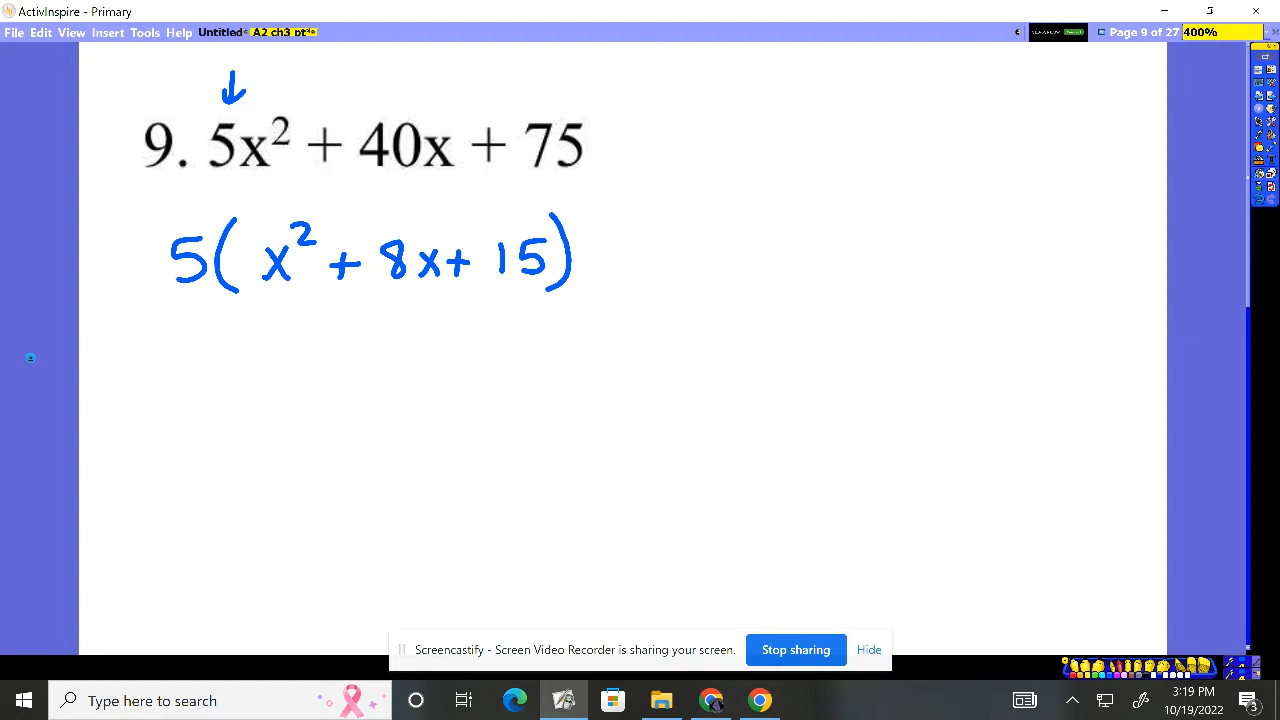 ActivInspire - Primary
File Edit View Insert Tools Help Untitled* A2 ch3 pt*
Page 9 of 27 400%
9. 5x² + 40x + 75
5( x² + 8x + 15)
Screencastify - Screen Video Recorder is sharing your screen. Stop sharing Hide
Type here to search
3:19 PM
10/19/2022
3